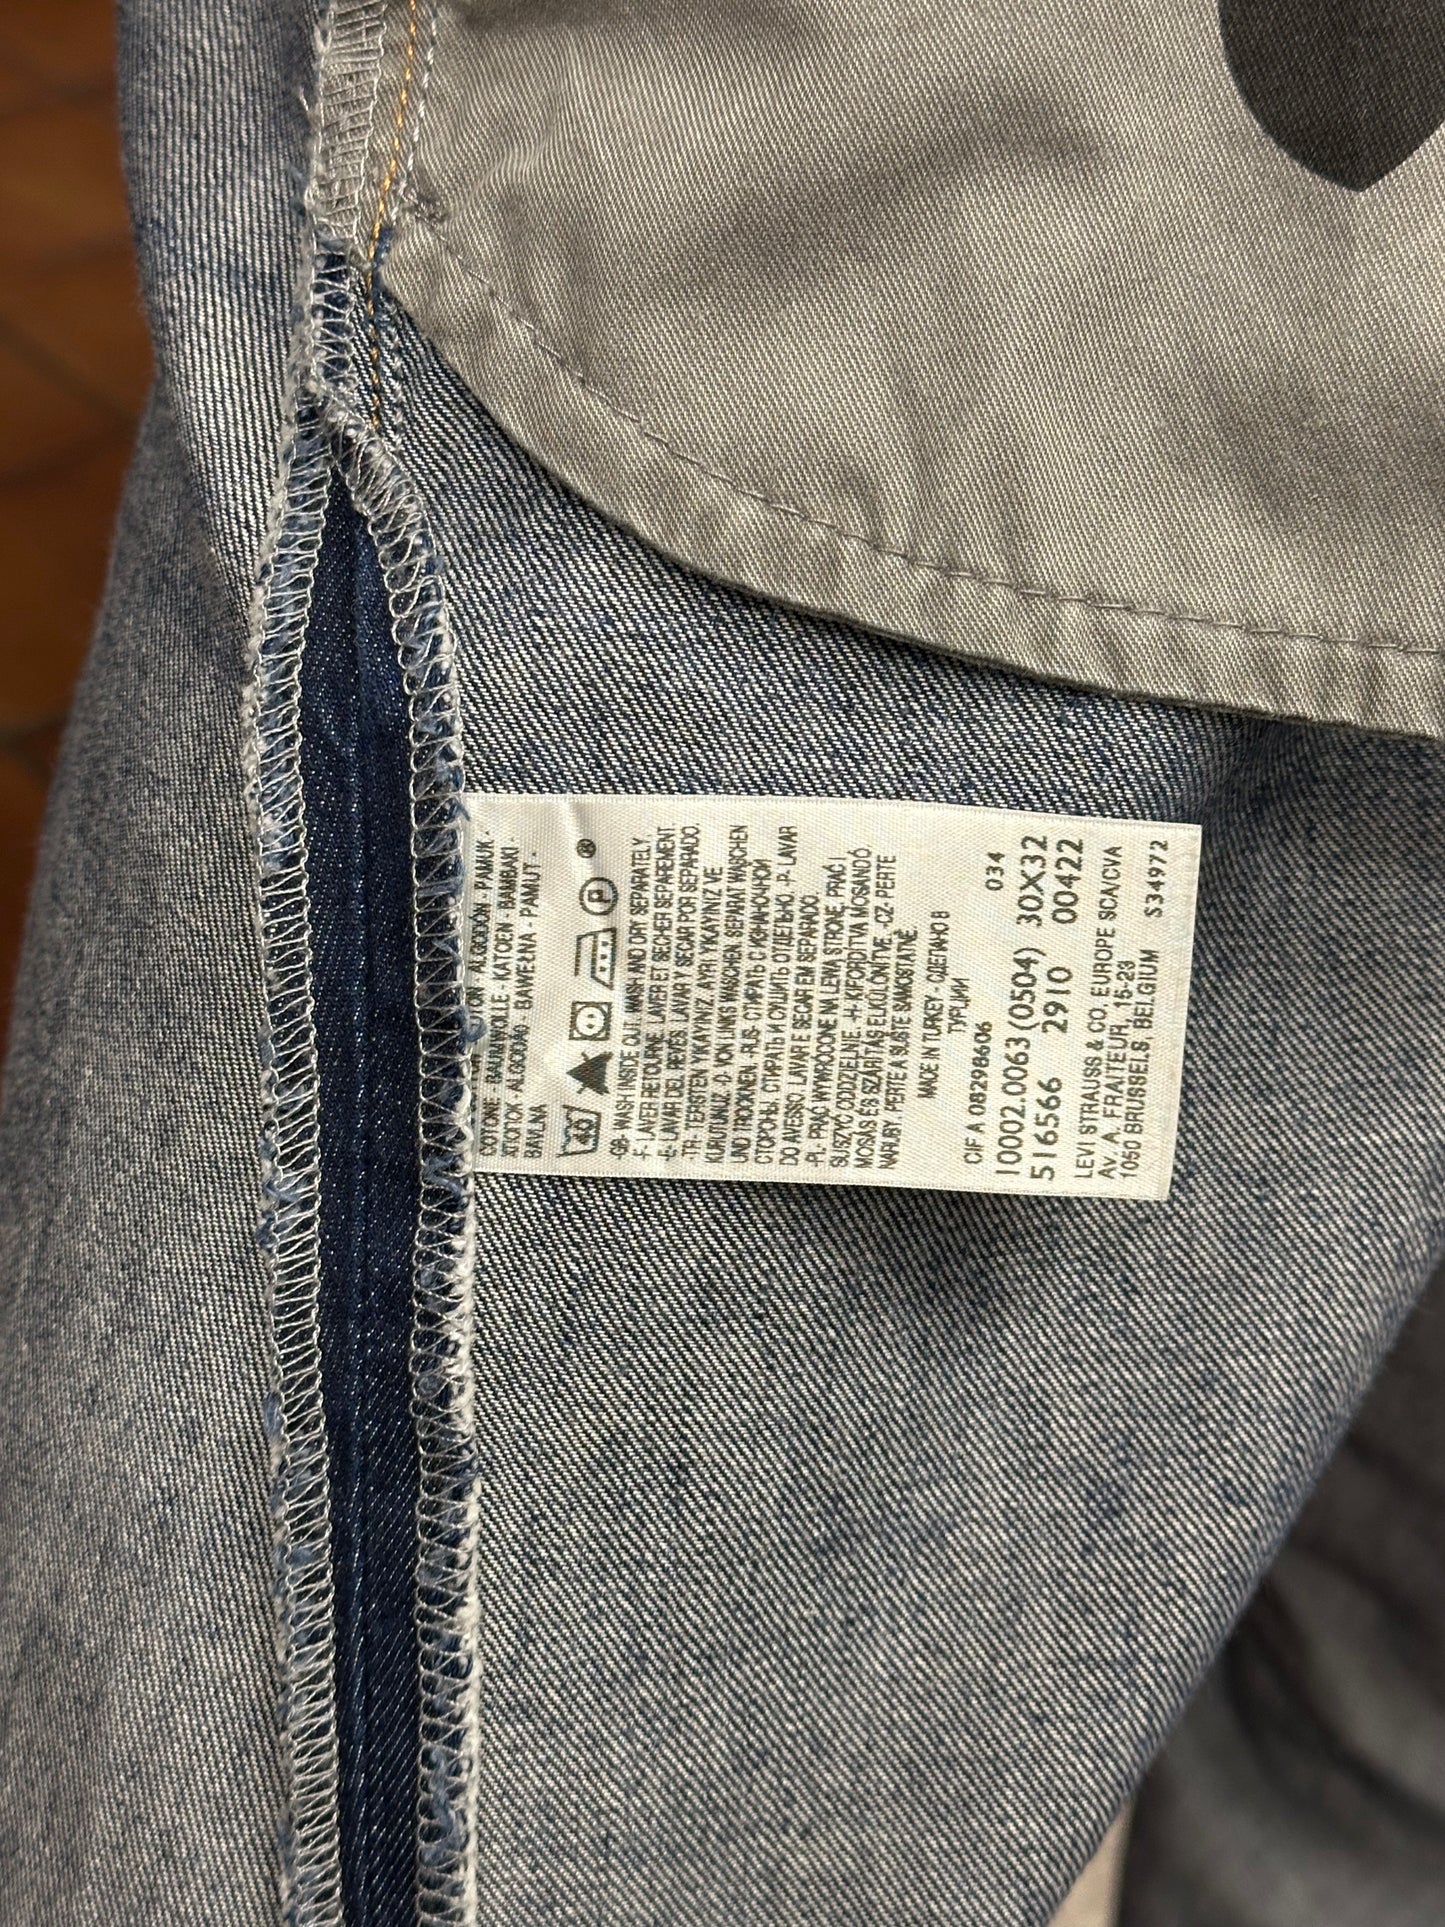 COTTON - ALGODÓN - PAMUK -
COTONE - BAUMWOLLE - KATOEN - BAMBAKI -
ХЛОПОК - ALGODÃO - BAWEŁNA - PAMUT -
BAVLNA
40 P ®
-GB- WASH INSIDE OUT. WASH AND DRY SEPARATELY.
-F- LAVER RETOURNE. LAVER ET SECHER SEPAREMENT.
-E- LAVAR DEL REVES. LAVAR Y SECAR POR SEPARADO.
-TR- TERSTEN YIKAYINIZ. AYRI YIKAYINIZ VE
KURUTUNUZ. -D- VON LINKS WASCHEN. SEPARAT WASCHEN
UND TROCKNEN. -RUS- СТИРАТЬ С ИЗНАНОЧНОЙ
СТОРОНЫ. СТИРАТЬ И СУШИТЬ ОТДЕЛЬНО. -P- LAVAR
DO AVESSO. LAVAR E SECAR EM SEPARADO.
-PL- PRAĆ WYWRÓCONE NA LEWĄ STRONĘ. PRAĆ I
SUSZYĆ ODDZIELNIE. -H- KIFORDÍTVA MOSANDÓ
MOSÁS ÉS SZÁRÍTÁS ELKÜLÖNÍTVE. -CZ- PERTE
NARUBY. PERTE A SUŠTE SAMOSTATNĚ.
MADE IN TURKEY - СДЕЛАНО В
ТУРЦИИ
CIF A 08298606 034
10002.0063 (0504) 30X32
516566 2910 00422
LEVI STRAUSS & CO. EUROPE SCA/CVA
Av. A. FRAITEUR, 15-23
1050 BRUSSELS, BELGIUM S34972